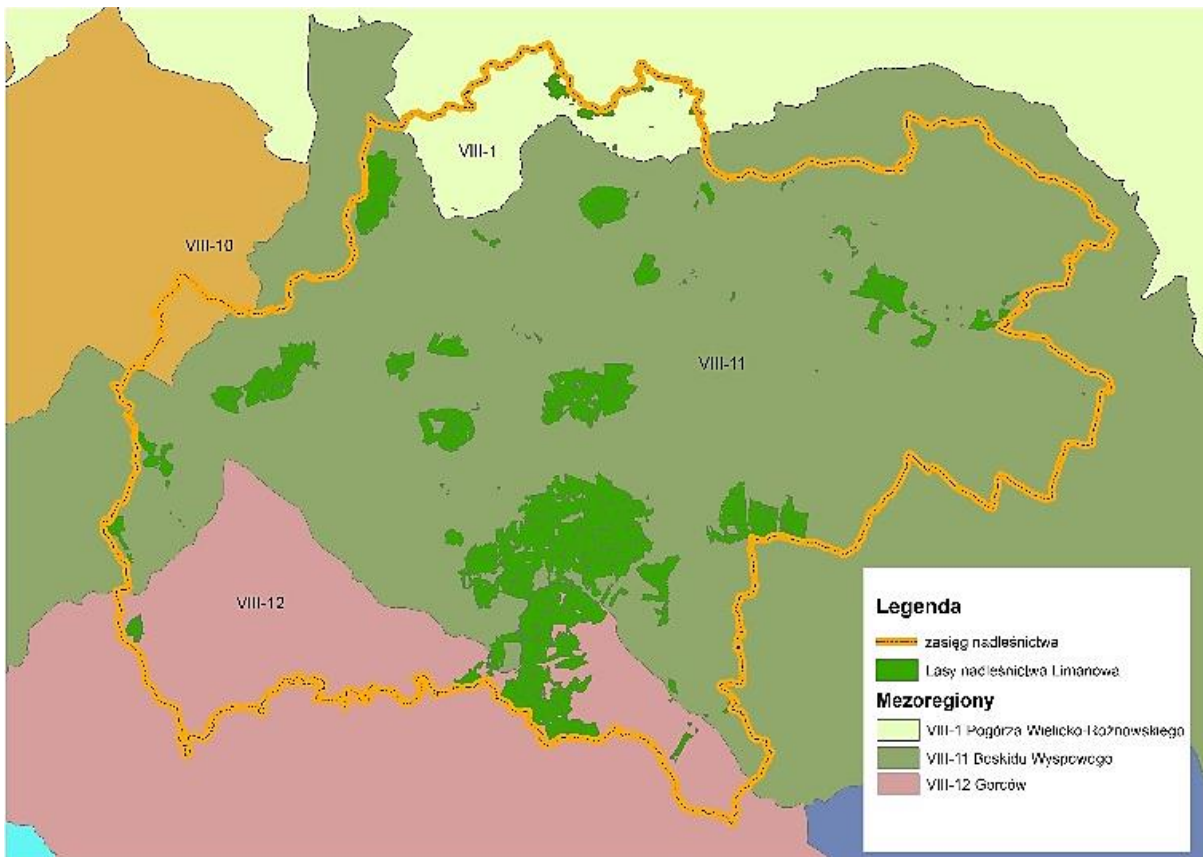 VIII-1
VIII-10
VIII-11
VIII-12
Legenda
zasięg nadleśnictwa
Lasy nadleśnictwa Limanowa
Mezoregiony
VIII-1 Pogórza Wielicko-Rożnowskiego
VIII-11 Beskidu Wyspowego
VIII-12 Gorców